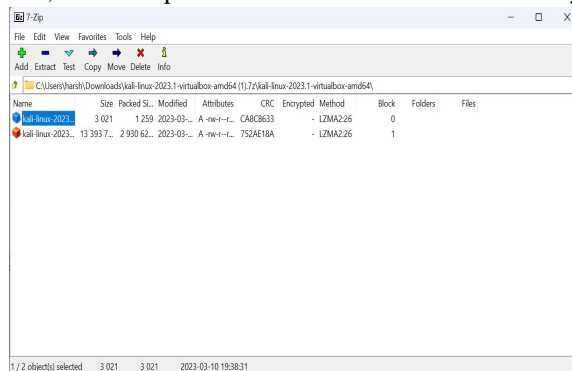 7z 7-Zip
File Edit View Favorites Tools Help
Add Extract Test Copy Move Delete Info
C:\Users\harsh\Downloads\kali-linux-2023.1-virtualbox-amd64 (1).7z\kali-linux-2023.1-virtualbox-amd64\
Name Size Packed Si... Modified Attributes CRC Encrypted Method Block Folders Files
kali-linux-2023... 3 021 1 259 2023-03-... A -rw-r--r... CA8CB633 - LZMA2:26 0
kali-linux-2023... 13 393 7... 2 930 62... 2023-03-... A -rw-r--r... 752AE18A - LZMA2:26 1
1 / 2 object(s) selected 3 021 3 021 2023-03-10 19:38:31